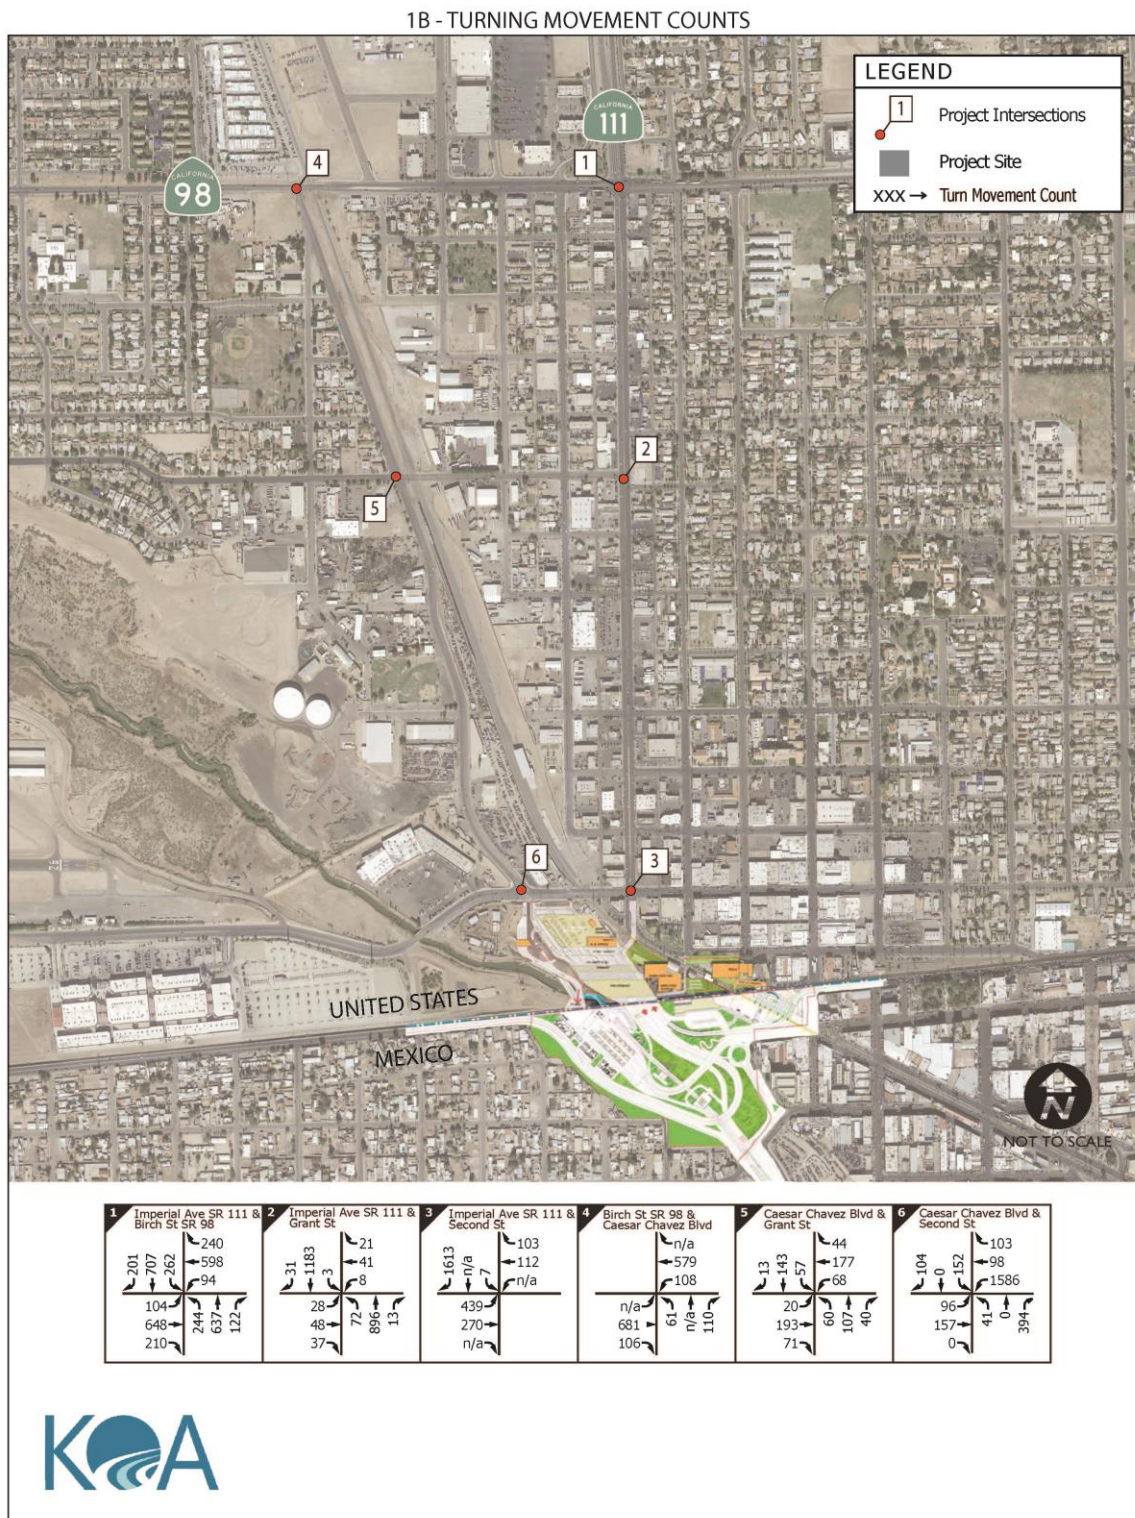 1B - TURNING MOVEMENT COUNTS
LEGEND
1 Project Intersections
Project Site
XXX → Turn Movement Count
CALIFORNIA
111
CALIFORNIA
98
4
1
2
5
6
3
UNITED STATES
MEXICO
N
NOT TO SCALE
1 Imperial Ave SR 111 &
Birch St SR 98
201 707 262
240
598
94
104
648
210
244 637 122
2 Imperial Ave SR 111 &
Grant St
31 1183 3
21
41
8
28
48
37
72 896 13
3 Imperial Ave SR 111 &
Second St
1613 n/a 7
103
112
n/a
439
270
n/a
4 Birch St SR 98 &
Caesar Chavez Blvd
n/a
579
108
n/a
681
106
61 n/a 110
5 Caesar Chavez Blvd &
Grant St
13 143 57
44
177
68
20
193
71
60 107 40
6 Caesar Chavez Blvd &
Second St
104 0 152
103
98
1586
96
157
0
41 0 394
KOA